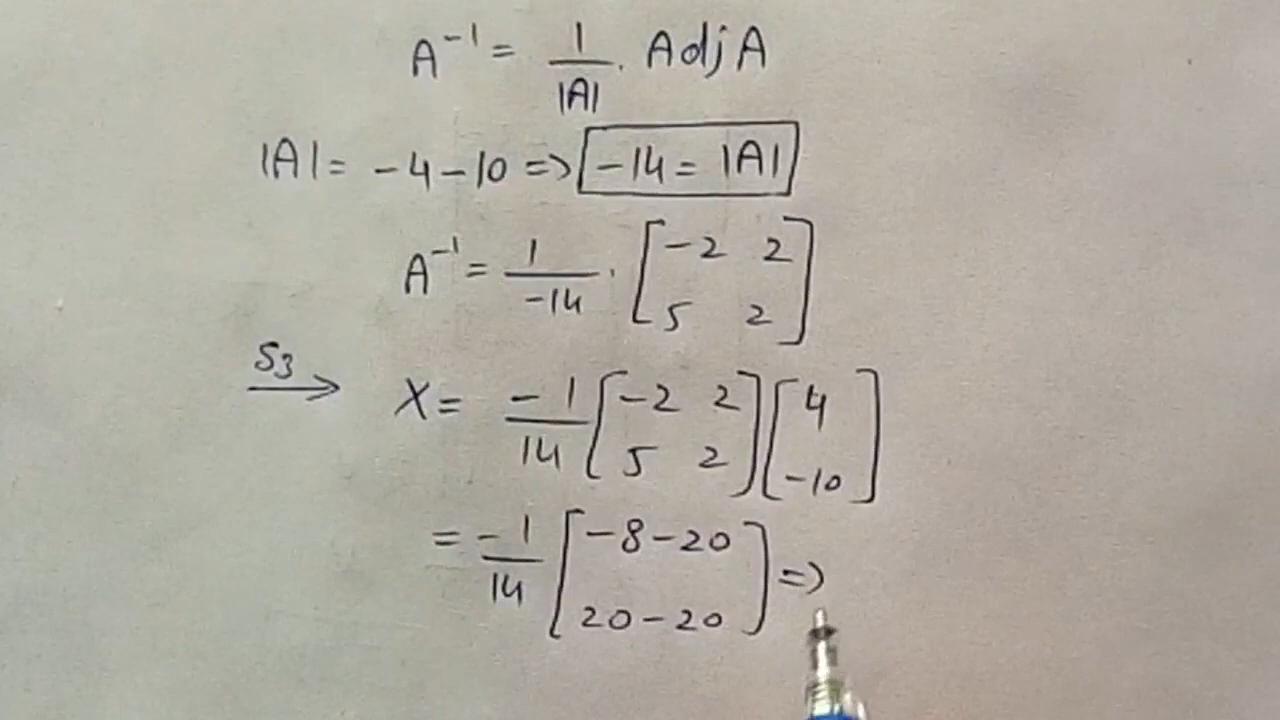 A⁻¹ = 1/|A| . Adj A
|A| = -4-10 => -14 = |A|
A⁻¹ = 1/-14 . [-2 2
5 2]
S3 → X = -1/14 [-2 2
5 2] [4
-10]
= -1/14 [-8-20
20-20] =>